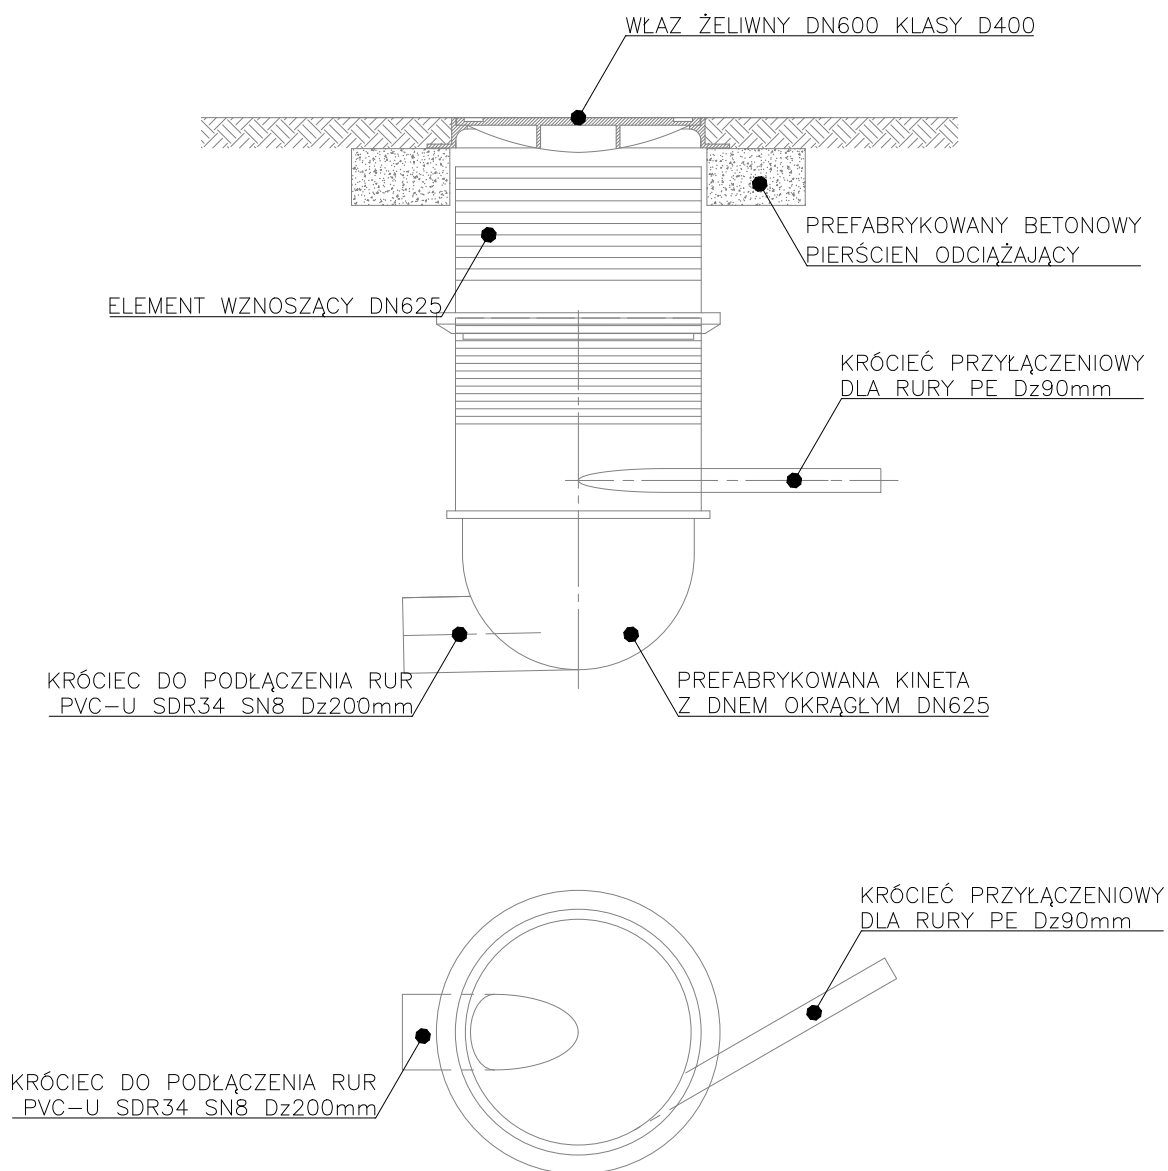 WŁAZ ŻELIWNY DN600 KLASY D400
PREFABRYKOWANY BETONOWY
PIERŚCIEN ODCIĄŻAJĄCY
ELEMENT WZNOSZĄCY DN625
KRÓCIEĆ PRZYŁĄCZENIOWY
DLA RURY PE Dz90mm
KRÓCIEC DO PODŁĄCZENIA RUR
PVC-U SDR34 SN8 Dz200mm
PREFABRYKOWANA KINETA
Z DNEM OKRĄGŁYM DN625
KRÓCIEĆ PRZYŁĄCZENIOWY
DLA RURY PE Dz90mm
KRÓCIEC DO PODŁĄCZENIA RUR
PVC-U SDR34 SN8 Dz200mm